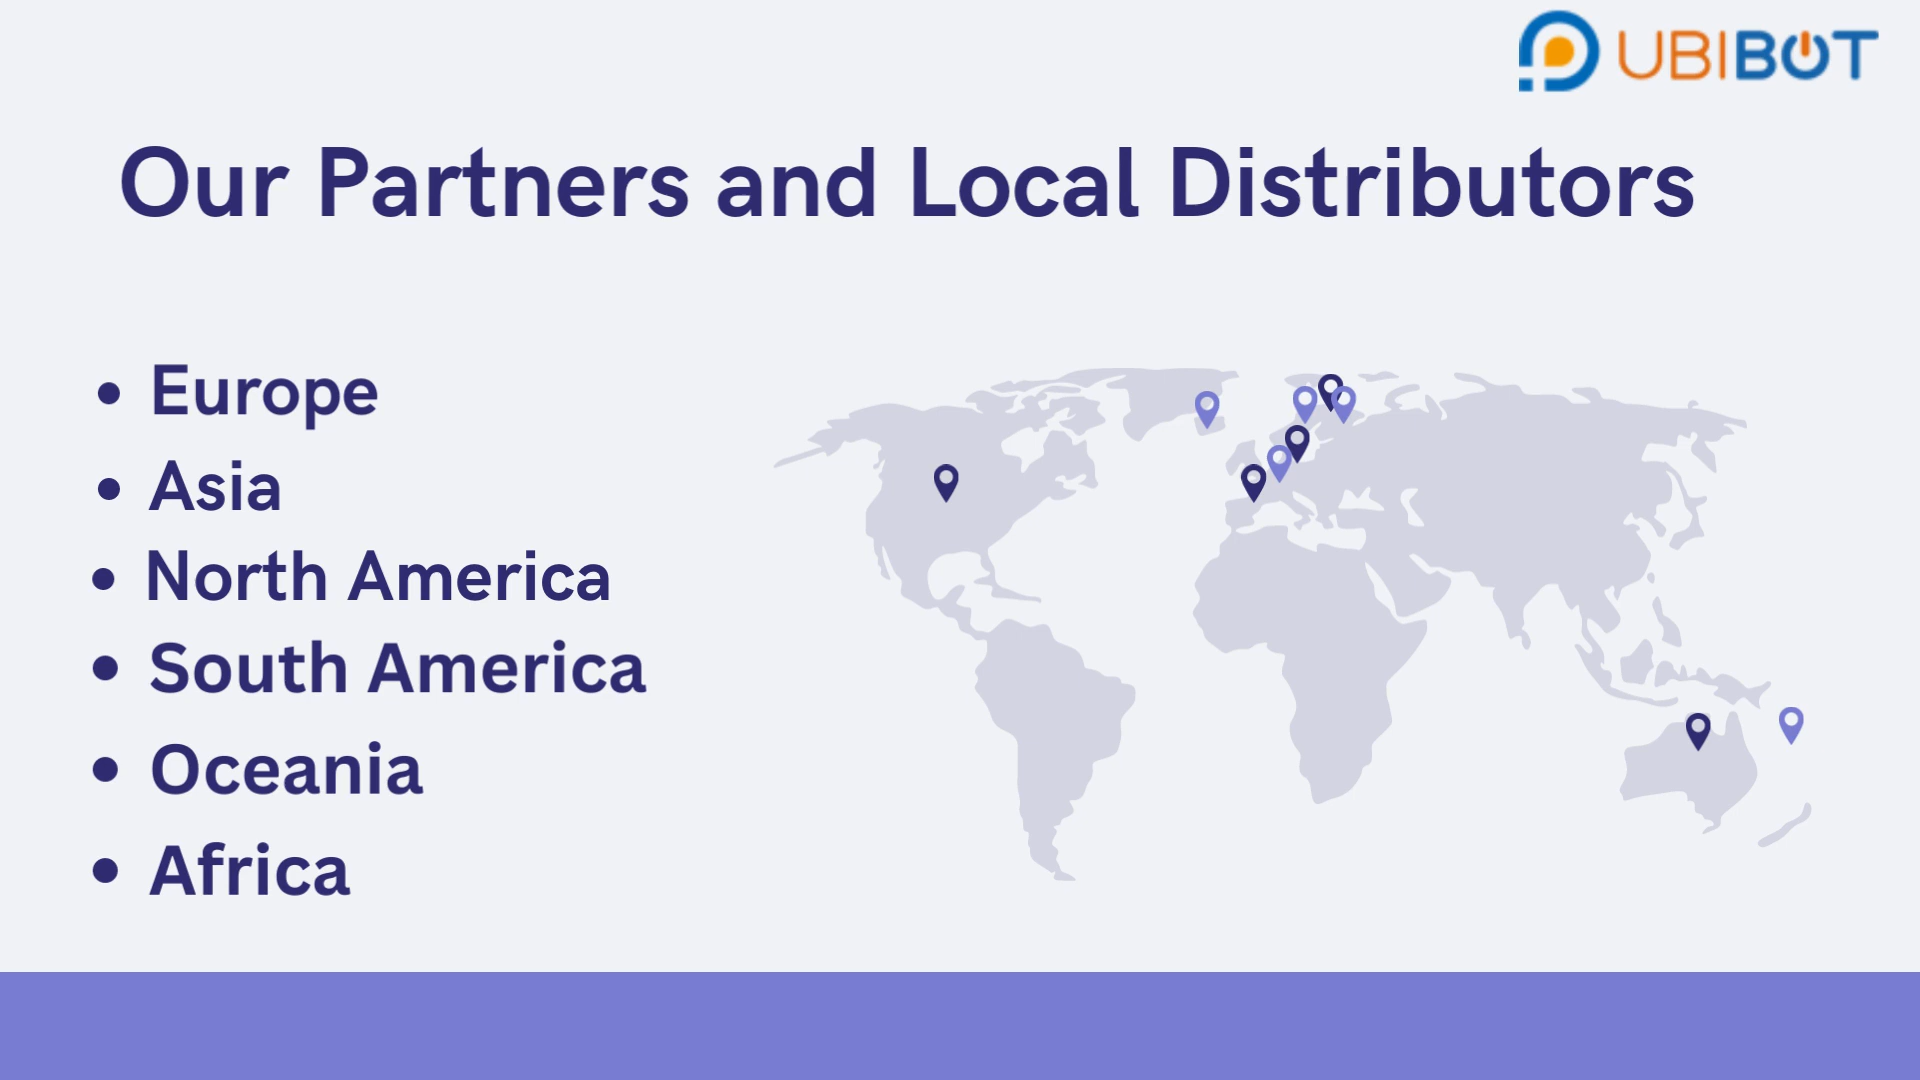 UBIBOT
Our Partners and Local Distributors
• Europe
• Asia
• North America
• South America
• Oceania
• Africa